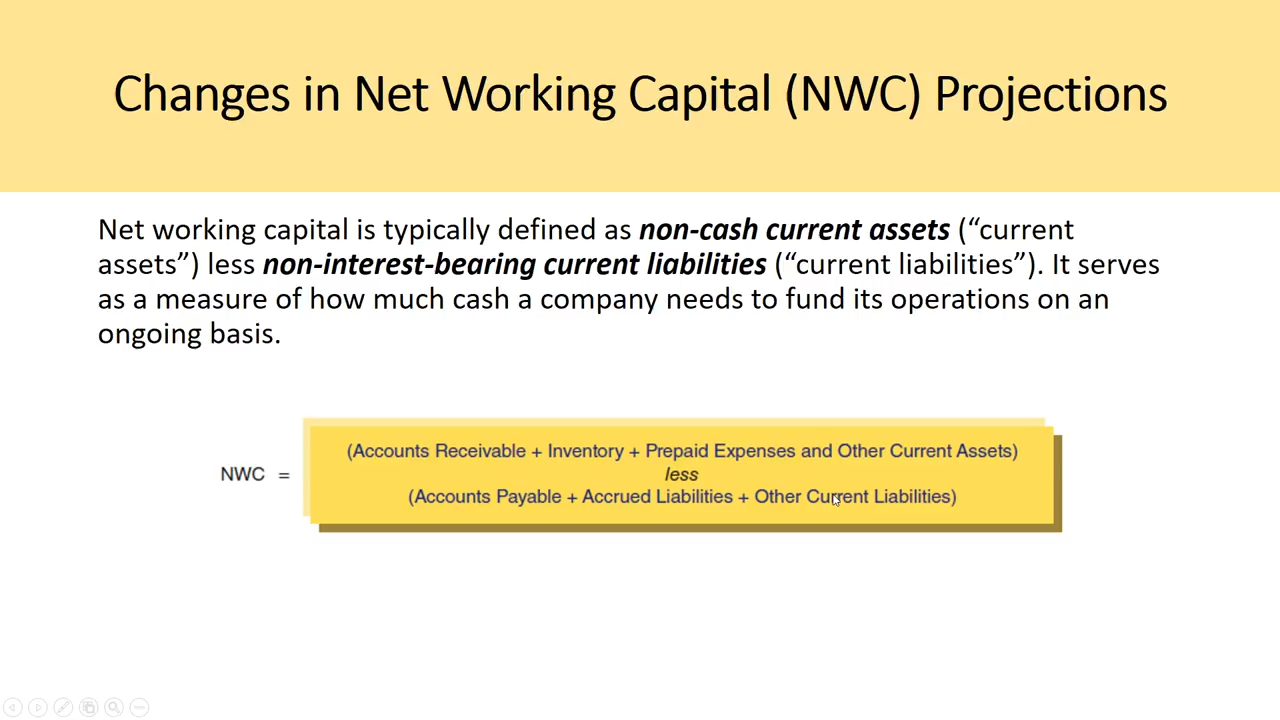 Changes in Net Working Capital (NWC) Projections
Net working capital is typically defined as non-cash current assets (“current
assets”) less non-interest-bearing current liabilities (“current liabilities”). It serves
as a measure of how much cash a company needs to fund its operations on an
ongoing basis.
(Accounts Receivable + Inventory + Prepaid Expenses and Other Current Assets)
NWC = less
(Accounts Payable + Accrued Liabilities + Other Current Liabilities)